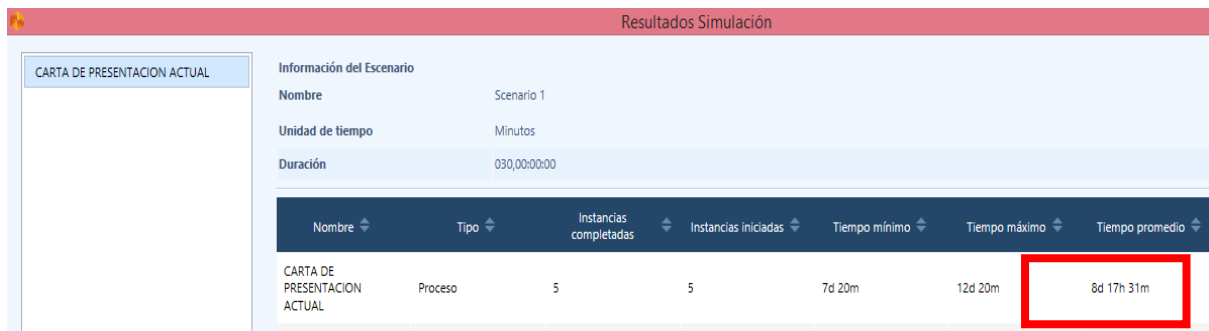 Resultados Simulación
CARTA DE PRESENTACION ACTUAL
Información del Escenario
Nombre Scenario 1
Unidad de tiempo Minutos
Duración 030,00:00:00
Nombre Tipo Instancias completadas Instancias iniciadas Tiempo mínimo Tiempo máximo Tiempo promedio
CARTA DE
PRESENTACION
ACTUAL
Proceso 5 5 7d 20m 12d 20m 8d 17h 31m